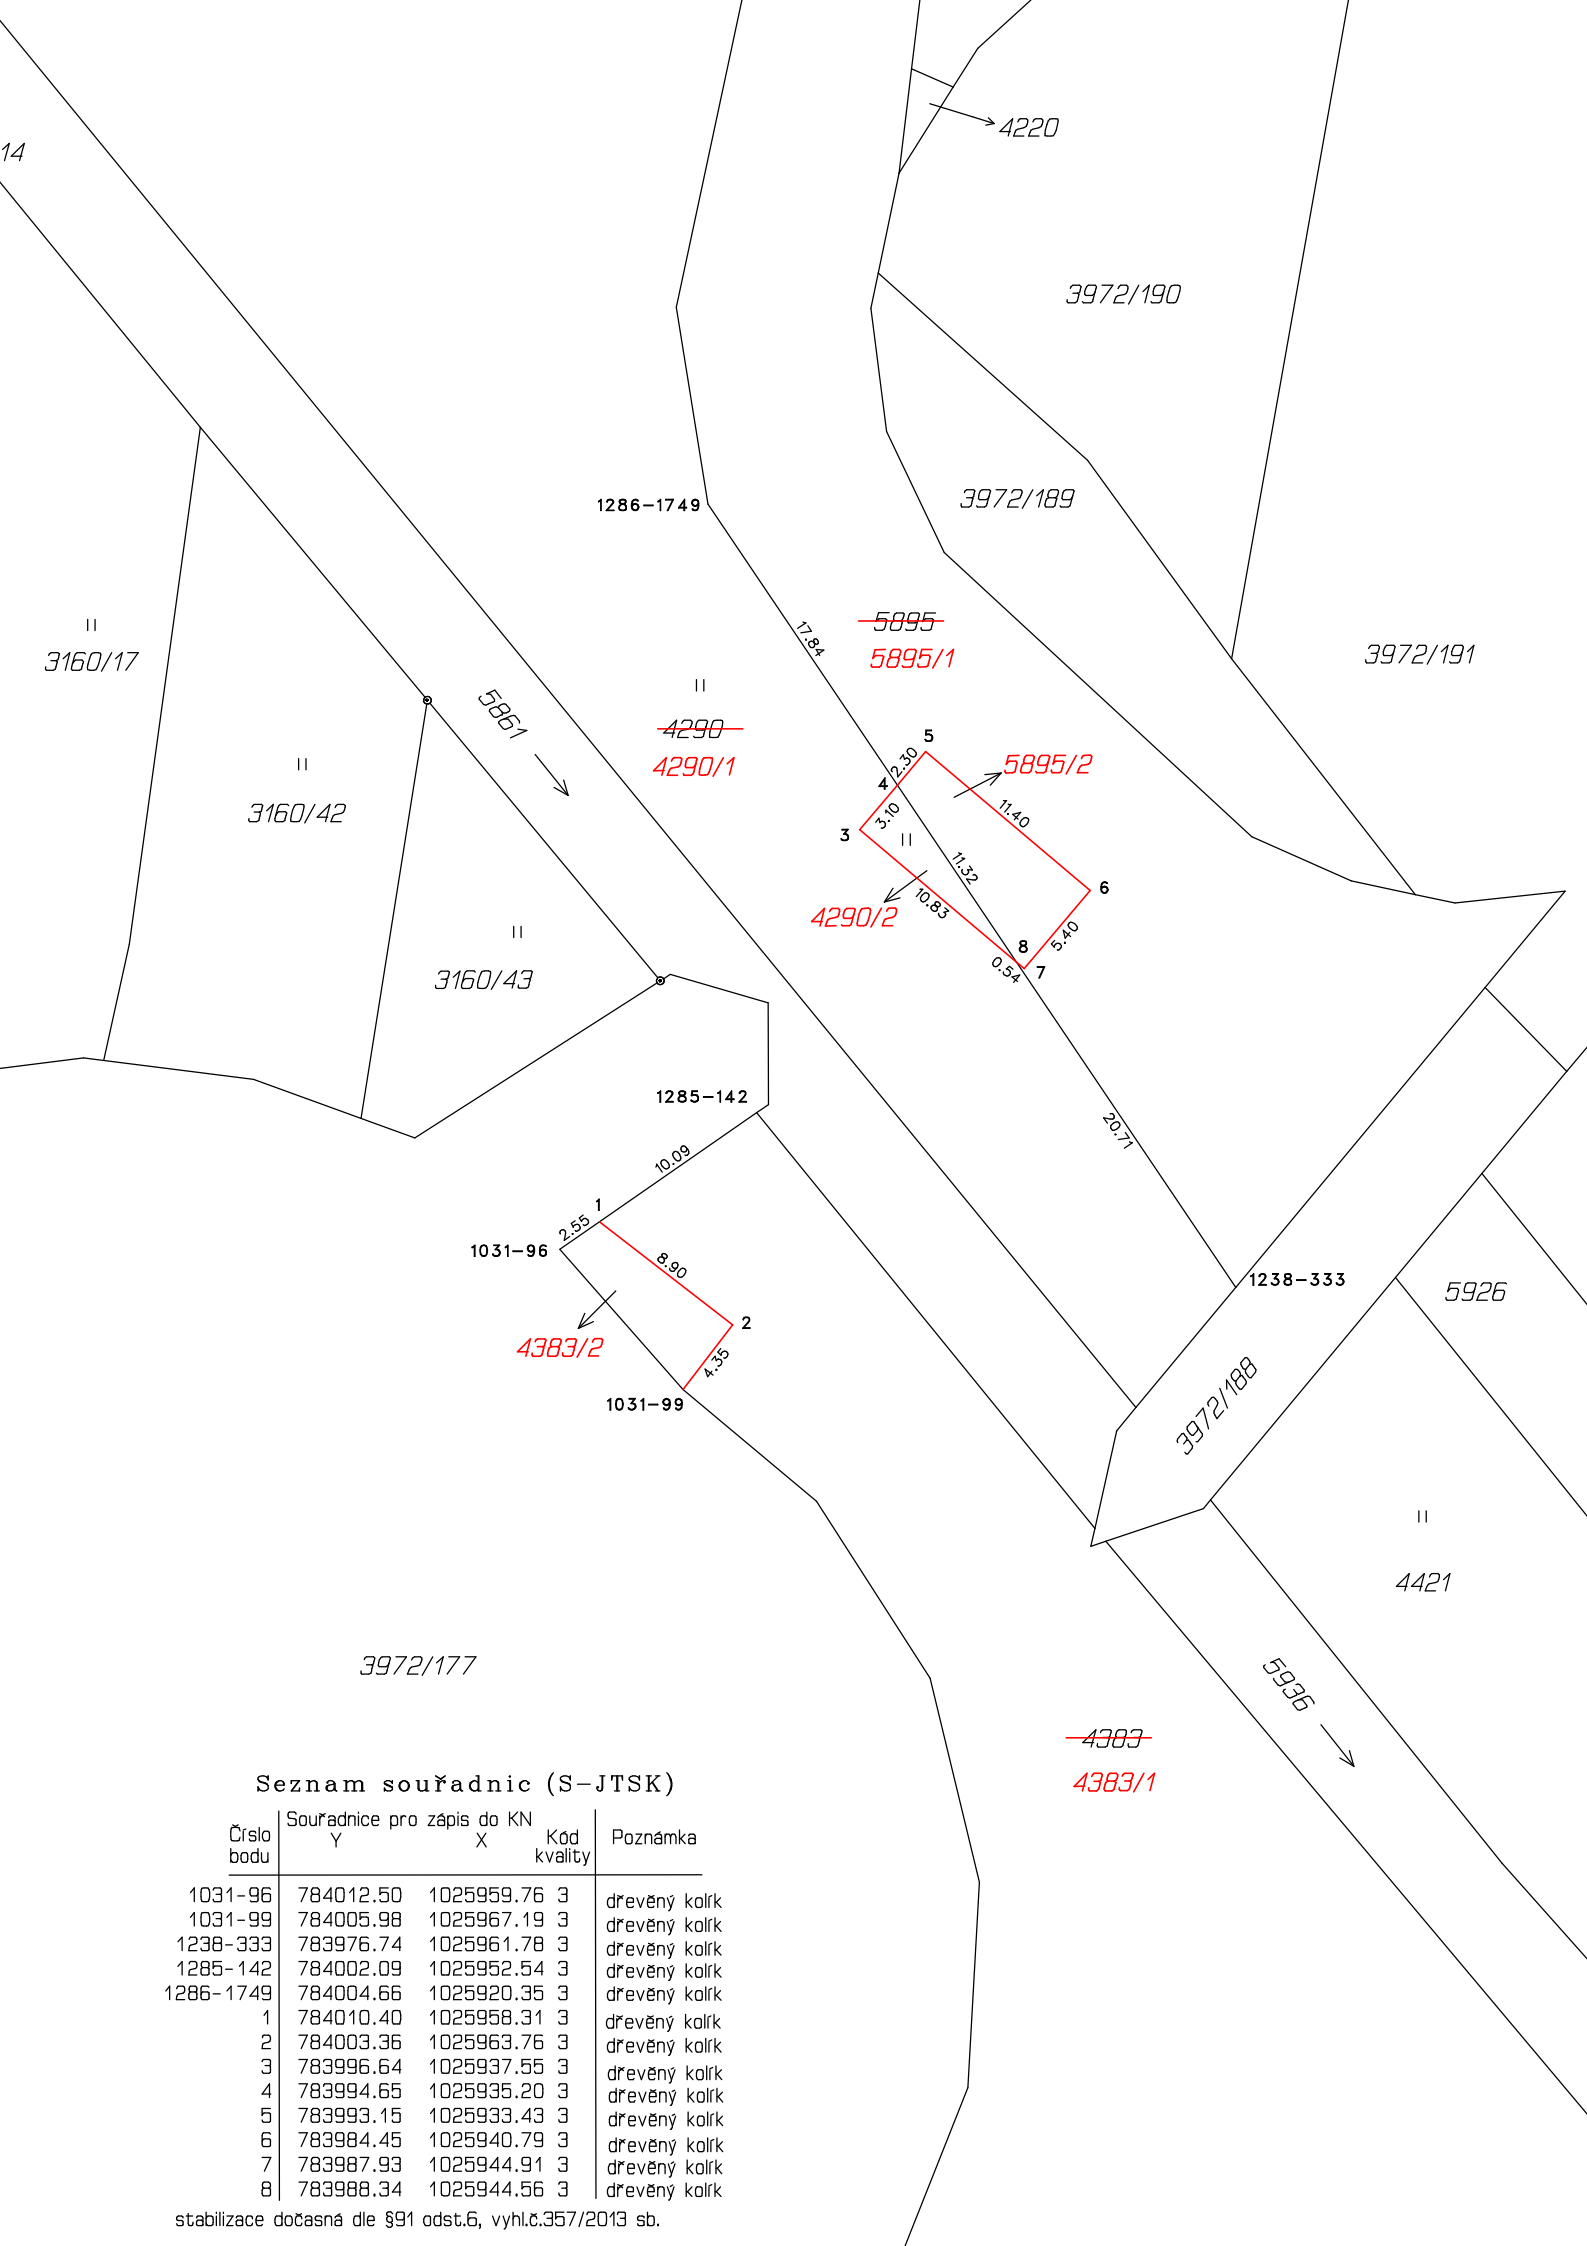 4220
14
3972/190
3972/189
1286-1749
5895
5895/1
17.84
3160/17
3972/191
II
II
5861
4290
4290/1
5
2.30
5895/2
4
3.10
11.40
3
II
II
3160/42
11.32
6
4290/2
10.83
5.40
8
7
0.54
II
3160/43
1285-142
20.71
10.09
1
2.55
1031-96
8.90
1238-333
5926
2
4383/2
4.35
1031-99
3972/188
II
4421
3972/177
5936
4383
4383/1
Seznam souřadnic (S-JTSK)
Souřadnice pro zápis do KN
Číslo bodu Y X Kód kvality Poznámka
1031-96 784012.50 1025959.76 3 dřevěný kolík
1031-99 784005.98 1025967.19 3 dřevěný kolík
1238-333 783976.74 1025961.78 3 dřevěný kolík
1285-142 784002.09 1025952.54 3 dřevěný kolík
1286-1749 784004.66 1025920.35 3 dřevěný kolík
1 784010.40 1025958.31 3 dřevěný kolík
2 784003.36 1025963.76 3 dřevěný kolík
3 783996.64 1025937.55 3 dřevěný kolík
4 783994.65 1025935.20 3 dřevěný kolík
5 783993.15 1025933.43 3 dřevěný kolík
6 783984.45 1025940.79 3 dřevěný kolík
7 783987.93 1025944.91 3 dřevěný kolík
8 783988.34 1025944.56 3 dřevěný kolík
stabilizace dočasná dle §91 odst.6, vyhl.č.357/2013 sb.